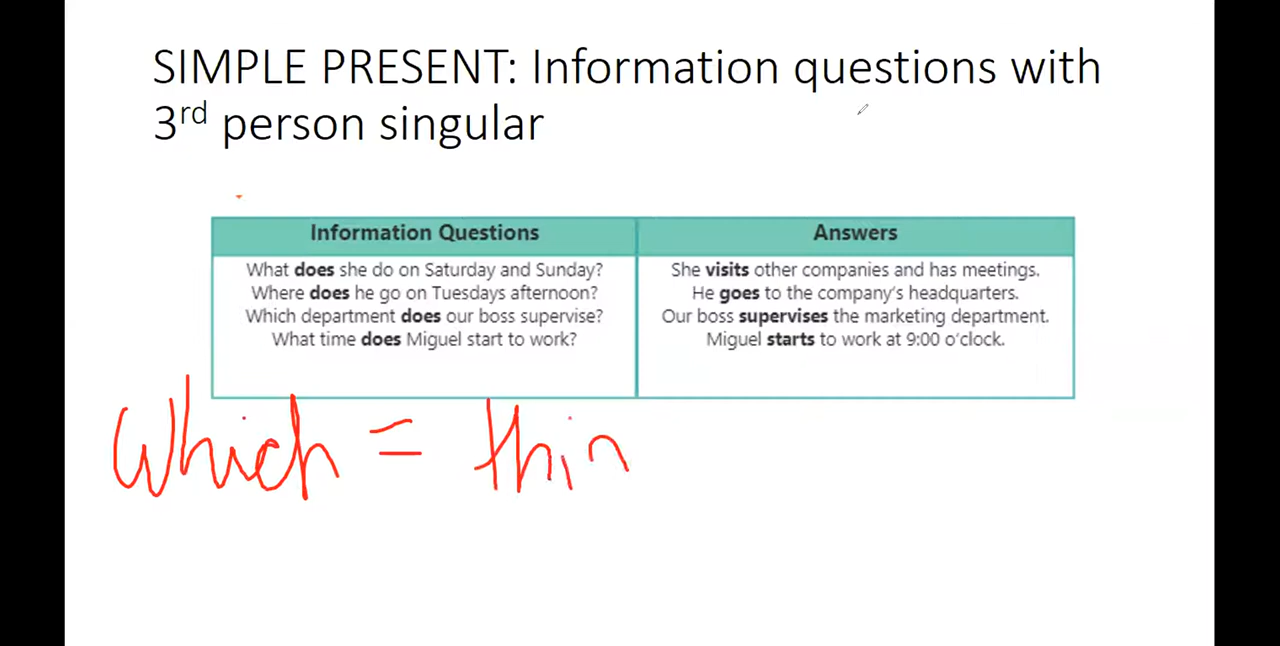 SIMPLE PRESENT: Information questions with
3rd person singular
Information Questions
Answers
What does she do on Saturday and Sunday?
She visits other companies and has meetings.
Where does he go on Tuesdays afternoon?
He goes to the company's headquarters.
Which department does our boss supervise?
Our boss supervises the marketing department.
What time does Miguel start to work?
Miguel starts to work at 9:00 o'clock.
Which = thin